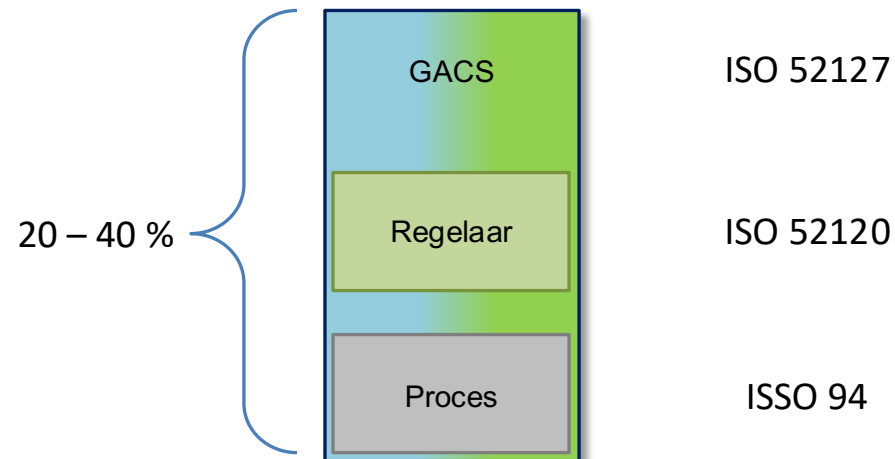 GACS
ISO 52127
20 – 40 %
Regelaar
ISO 52120
Proces
ISSO 94